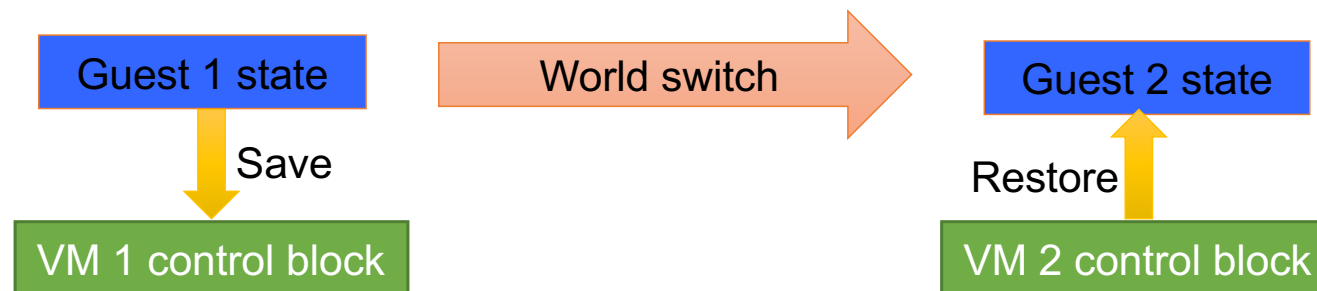 Guest 1 state
World switch
Guest 2 state
Save
Restore
VM 1 control block
VM 2 control block